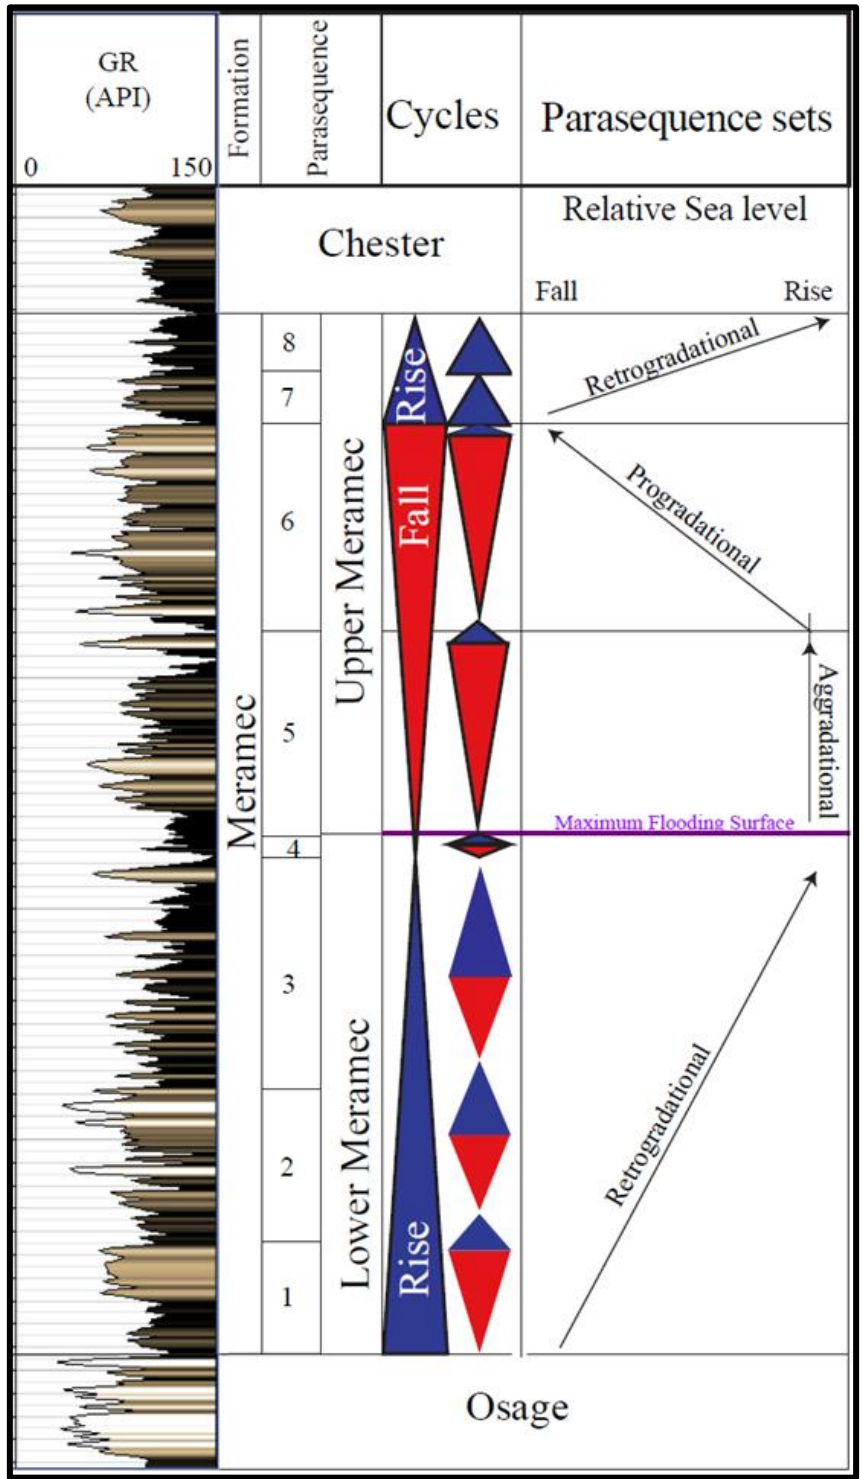 GR
(API)
0 150
Formation
Parasequence
Cycles
Parasequence sets
Chester
Relative Sea level
Fall Rise
Meramec
8
7
6
5
4
3
2
1
Upper Meramec
Lower Meramec
Rise
Fall
Rise
Retrogradational
Progradational
Aggradational
Maximum Flooding Surface
Retrogradational
Osage